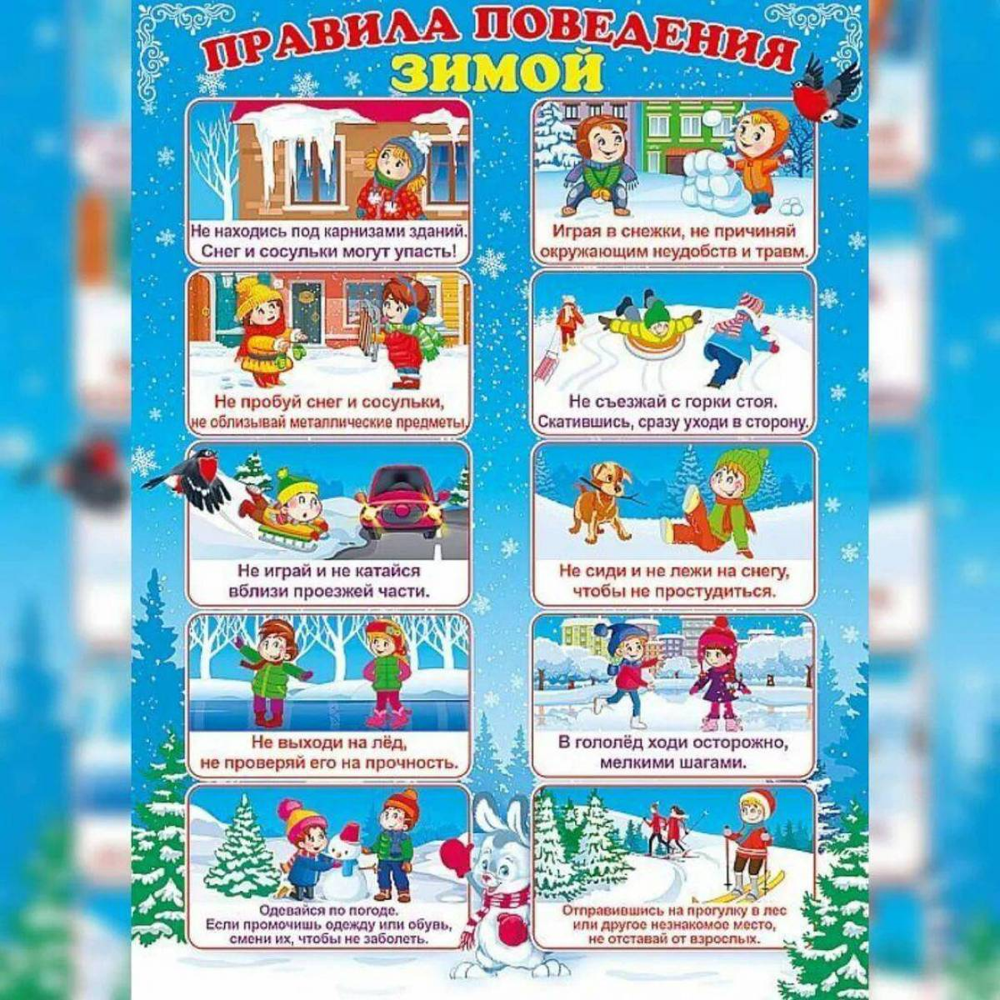 ПРАВИЛА ПОВЕДЕНИЯ
ЗИМОЙ
Не находись под карнизами зданий.
Снег и сосульки могут упасть!
Играя в снежки, не причиняй
окружающим неудобств и травм.
Не пробуй снег и сосульки,
не облизывай металлические предметы.
Не съезжай с горки стоя.
Скатившись, сразу уходи в сторону.
Не играй и не катайся
вблизи проезжей части.
Не сиди и не лежи на снегу,
чтобы не простудиться.
Не выходи на лёд,
не проверяй его на прочность.
В гололёд ходи осторожно,
мелкими шагами.
Одевайся по погоде.
Если промочишь одежду или обувь,
смени их, чтобы не заболеть.
Отправившись на прогулку в лес
или другое незнакомое место,
не отставай от взрослых.